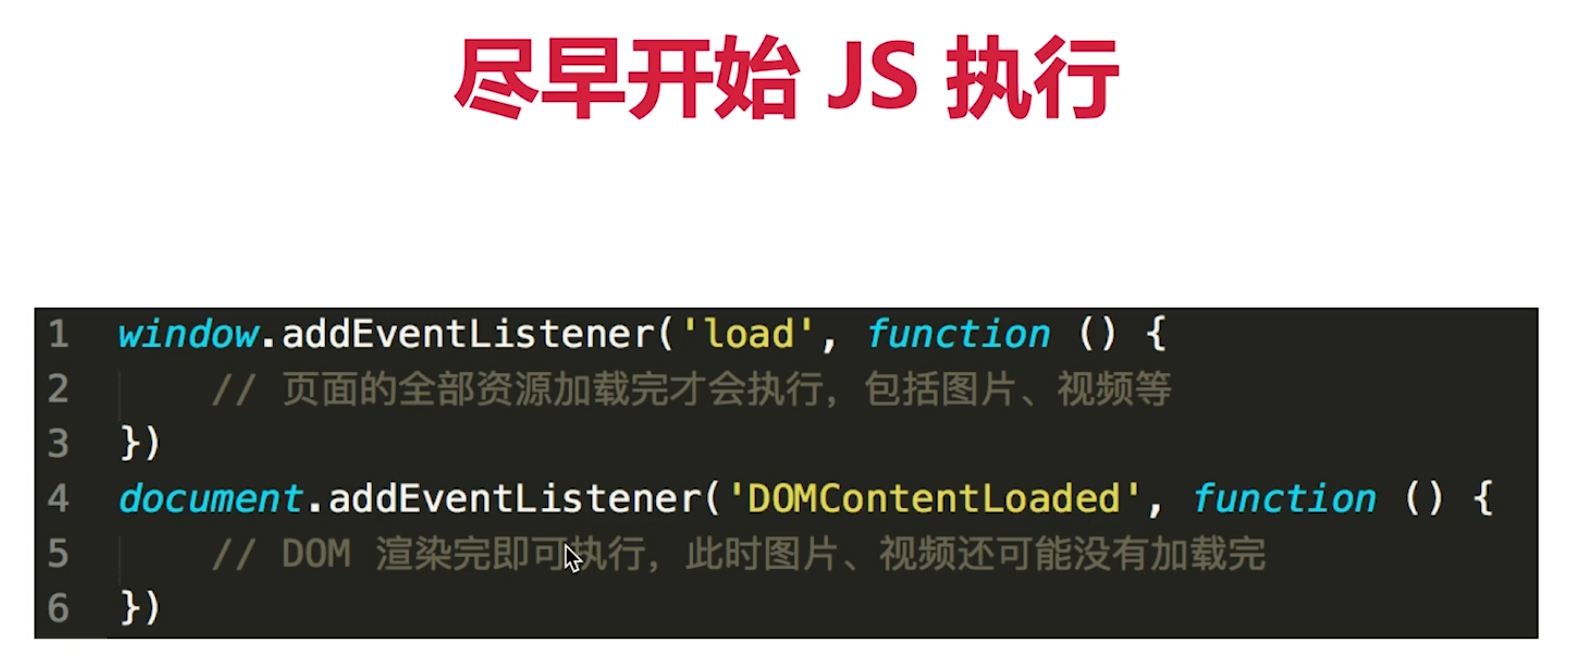 尽早开始 JS 执行
1 window.addEventListener('load', function () {
2     // 页面的全部资源加载完才会执行，包括图片、视频等
3 })
4 document.addEventListener('DOMContentLoaded', function () {
5     // DOM 渲染完即可执行，此时图片、视频还可能没有加载完
6 })